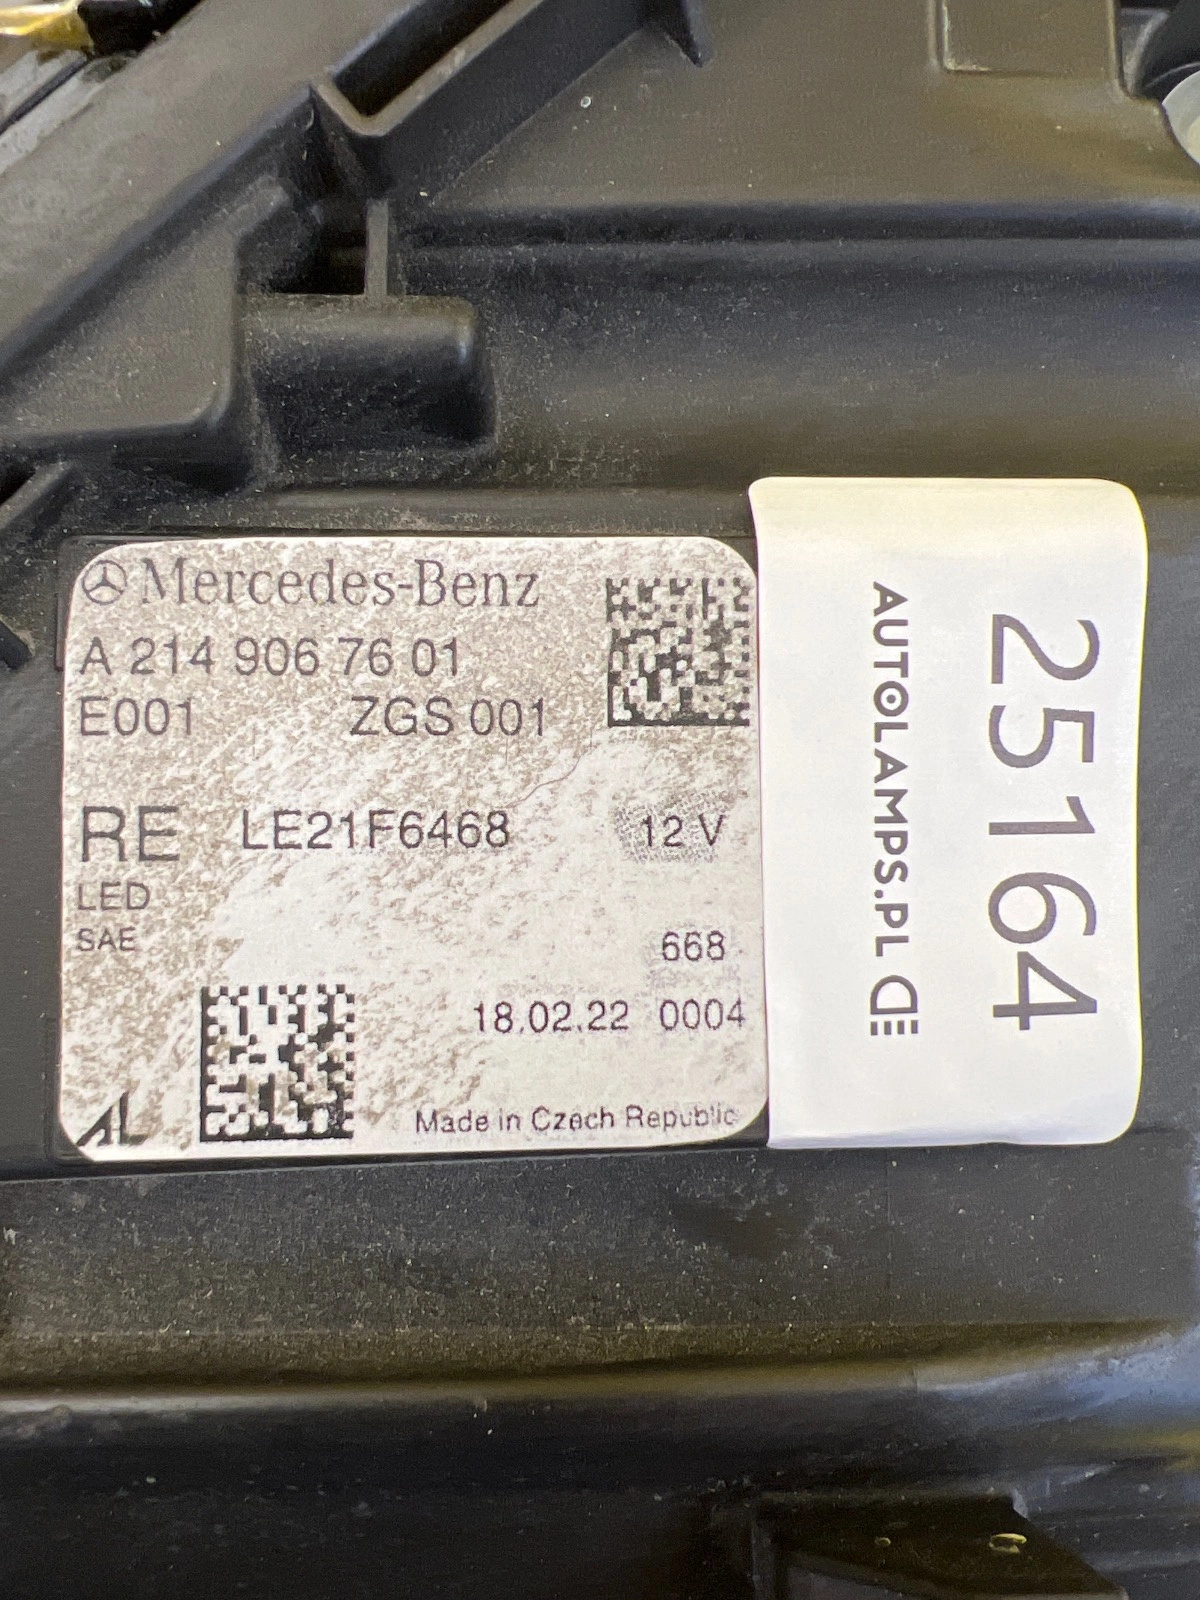 Mercedes-Benz
A 214 906 76 01
E001 ZGS 001
RE LE21F6468 12 V
LED
SAE
668
18.02.22 0004
AL
Made in Czech Republic
25164
AUTOLAMPS.PL